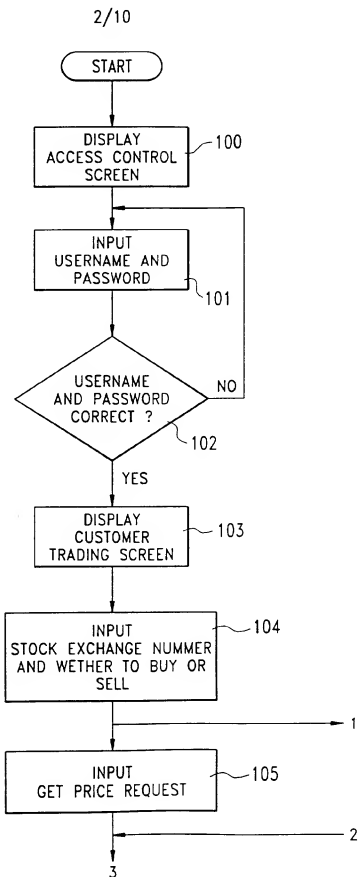 2/10
START
DISPLAY
ACCESS CONTROL
SCREEN
100
INPUT
USERNAME AND
PASSWORD
101
USERNAME
AND PASSWORD
CORRECT ?
NO
102
YES
DISPLAY
CUSTOMER
TRADING SCREEN
103
INPUT
STOCK EXCHANGE NUMMER
AND WETHER TO BUY OR
SELL
104
1
INPUT
GET PRICE REQUEST
105
2
3